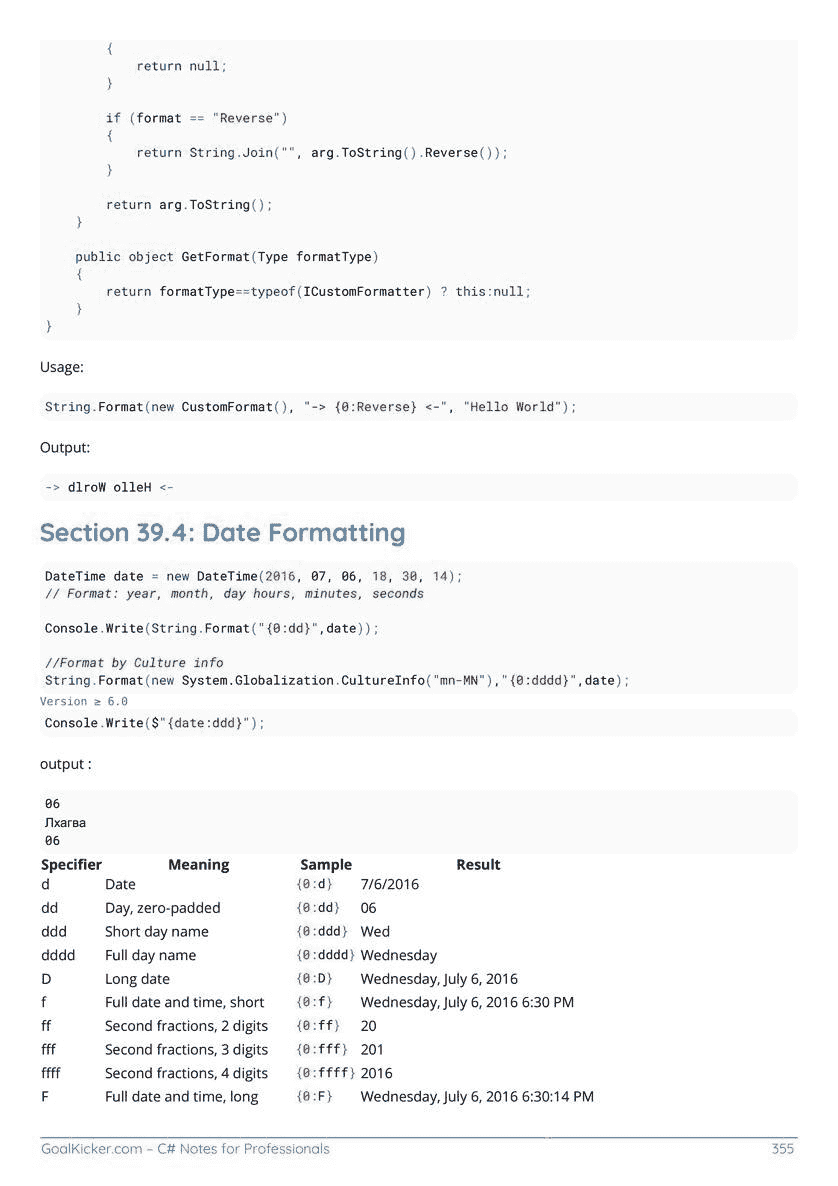 {
            return null;
        }

        if (format == "Reverse")
        {
            return String.Join("", arg.ToString().Reverse());
        }

        return arg.ToString();
    }

    public object GetFormat(Type formatType)
    {
        return formatType==typeof(ICustomFormatter) ? this:null;
    }
}
Usage:
String.Format(new CustomFormat(), "-> {0:Reverse} <-", "Hello World");
Output:
-> dlroW olleH <-
Section 39.4: Date Formatting
DateTime date = new DateTime(2016, 07, 06, 18, 30, 14);
// Format: year, month, day hours, minutes, seconds

Console.Write(String.Format("{0:dd}",date));

//Format by Culture info
String.Format(new System.Globalization.CultureInfo("mn-MN"),"{0:dddd}",date);
Version ≥ 6.0
Console.Write($"{date:ddd}");
output :
06
Лхагва
06
Specifier Meaning Sample Result
d Date {0:d} 7/6/2016
dd Day, zero-padded {0:dd} 06
ddd Short day name {0:ddd} Wed
dddd Full day name {0:dddd} Wednesday
D Long date {0:D} Wednesday, July 6, 2016
f Full date and time, short {0:f} Wednesday, July 6, 2016 6:30 PM
ff Second fractions, 2 digits {0:ff} 20
fff Second fractions, 3 digits {0:fff} 201
ffff Second fractions, 4 digits {0:ffff} 2016
F Full date and time, long {0:F} Wednesday, July 6, 2016 6:30:14 PM
GoalKicker.com – C# Notes for Professionals 355